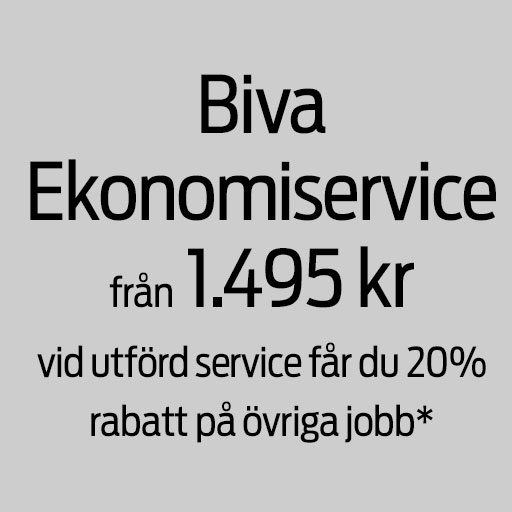 Biva
Ekonomiservice
från 1.495 kr
vid utförd service får du 20%
rabatt på övriga jobb*